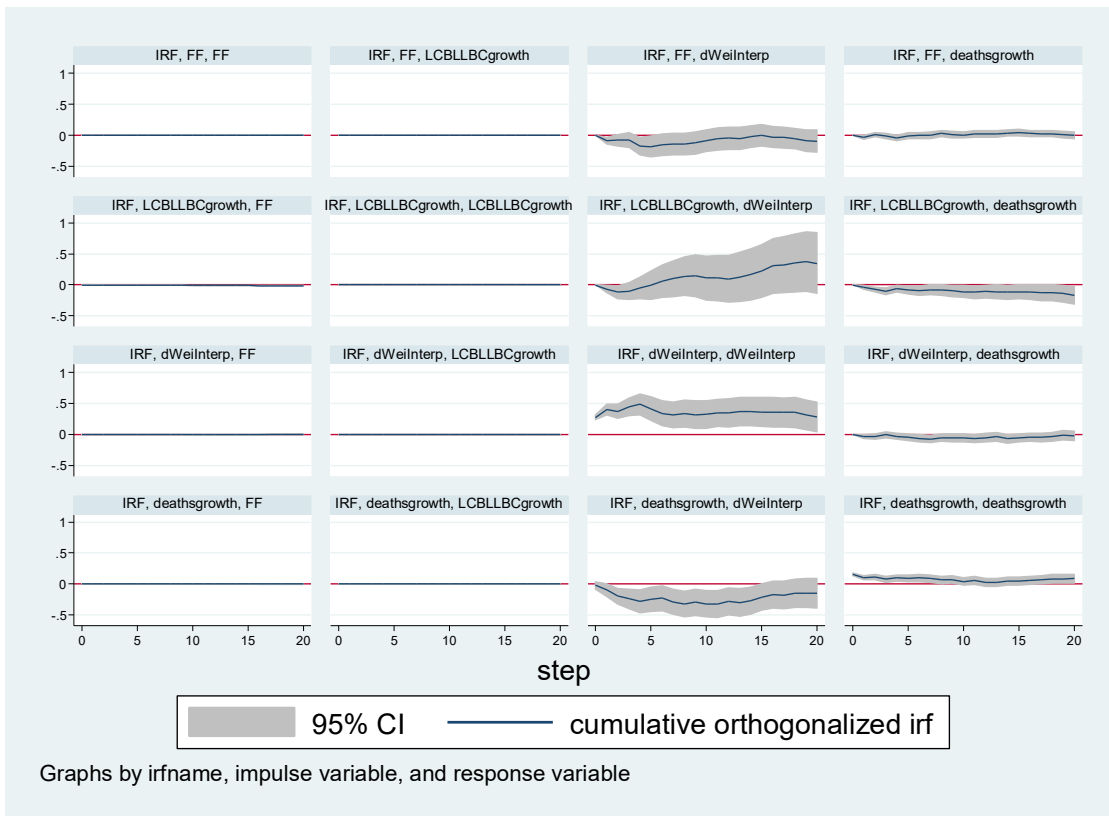 IRF, FF, FF
IRF, FF, LCBLLBCgrowth
IRF, FF, dWeiInterp
IRF, FF, deathsgrowth
1
.5
0
-.5
IRF, LCBLLBCgrowth, FF
IRF, LCBLLBCgrowth, LCBLLBCgrowth
IRF, LCBLLBCgrowth, dWeiInterp
IRF, LCBLLBCgrowth, deathsgrowth
1
.5
0
-.5
IRF, dWeiInterp, FF
IRF, dWeiInterp, LCBLLBCgrowth
IRF, dWeiInterp, dWeiInterp
IRF, dWeiInterp, deathsgrowth
1
.5
0
-.5
IRF, deathsgrowth, FF
IRF, deathsgrowth, LCBLLBCgrowth
IRF, deathsgrowth, dWeiInterp
IRF, deathsgrowth, deathsgrowth
1
.5
0
-.5
0 5 10 15 20
0 5 10 15 20
0 5 10 15 20
0 5 10 15 20
step
95% CI
cumulative orthogonalized irf
Graphs by irfname, impulse variable, and response variable